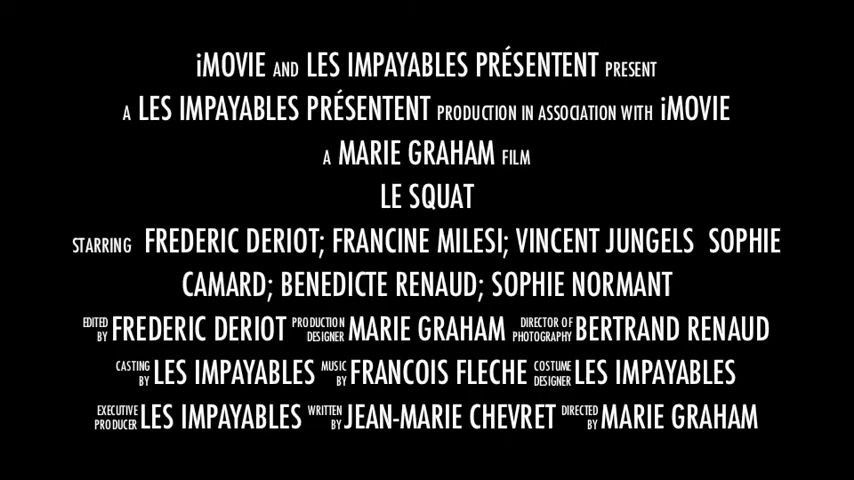 iMOVIE AND LES IMPAYABLES PRÉSENTENT PRESENT
A LES IMPAYABLES PRÉSENTENT PRODUCTION IN ASSOCIATION WITH iMOVIE
A MARIE GRAHAM FILM
LE SQUAT
STARRING FREDERIC DERIOT; FRANCINE MILESI; VINCENT JUNGELS SOPHIE
CAMARD; BENEDICTE RENAUD; SOPHIE NORMANT
EDITED BY FREDERIC DERIOT PRODUCTION DESIGNER MARIE GRAHAM DIRECTOR OF PHOTOGRAPHY BERTRAND RENAUD
CASTING BY LES IMPAYABLES MUSIC BY FRANCOIS FLECHE COSTUME DESIGNER LES IMPAYABLES
EXECUTIVE PRODUCER LES IMPAYABLES WRITTEN BY JEAN-MARIE CHEVRET DIRECTED BY MARIE GRAHAM